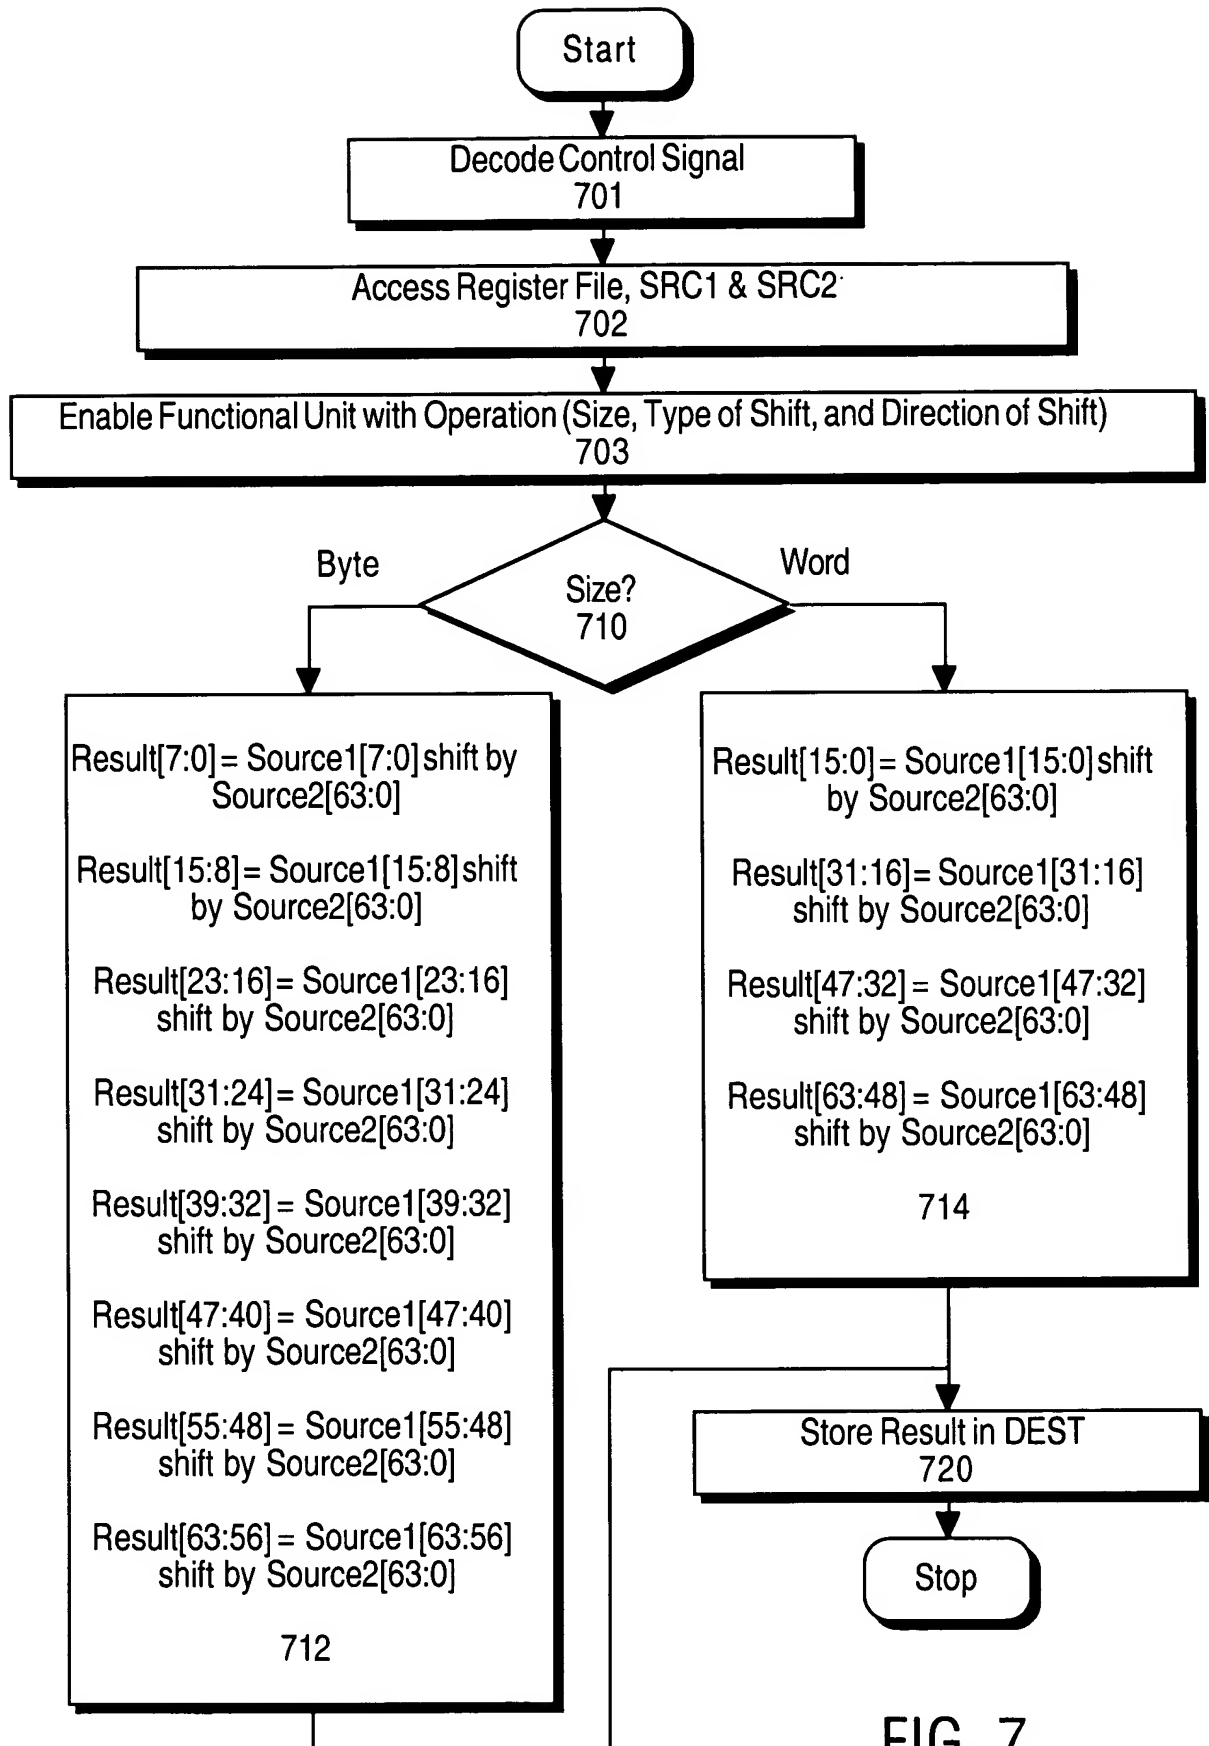 Start
Decode Control Signal
701
Access Register File, SRC1 & SRC2
702
Enable Functional Unit with Operation (Size, Type of Shift, and Direction of Shift)
703
Byte
Word
Size?
710
Result[7:0] = Source1[7:0] shift by
Source2[63:0]
Result[15:8] = Source1[15:8] shift
by Source2[63:0]
Result[23:16] = Source1[23:16]
shift by Source2[63:0]
Result[31:24] = Source1[31:24]
shift by Source2[63:0]
Result[39:32] = Source1[39:32]
shift by Source2[63:0]
Result[47:40] = Source1[47:40]
shift by Source2[63:0]
Result[55:48] = Source1[55:48]
shift by Source2[63:0]
Result[63:56] = Source1[63:56]
shift by Source2[63:0]
712
Result[15:0] = Source1[15:0] shift
by Source2[63:0]
Result[31:16] = Source1[31:16]
shift by Source2[63:0]
Result[47:32] = Source1[47:32]
shift by Source2[63:0]
Result[63:48] = Source1[63:48]
shift by Source2[63:0]
714
Store Result in DEST
720
Stop
FIG. 7